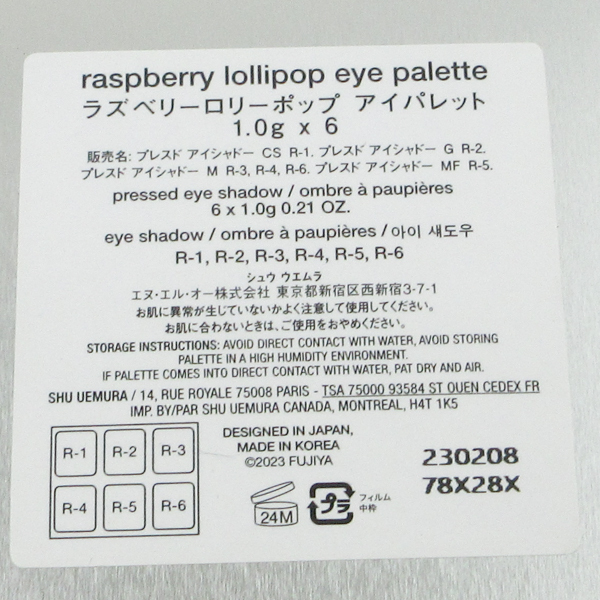 raspberry lollipop eye palette
ラズベリーロリーポップ アイパレット
1.0g x 6
販売名: プレスド アイシャドー CS R-1. プレスド アイシャドー G R-2.
プレスド アイシャドー M R-3, R-4, R-6. プレスド アイシャドー MF R-5.
pressed eye shadow / ombre à paupières
6 x 1.0g 0.21 OZ.
eye shadow / ombre à paupières / 아이 섀도우
R-1, R-2, R-3, R-4, R-5, R-6
シュウ ウエムラ
エヌ・エル・オー株式会社 東京都新宿区西新宿3-7-1
お肌に異常が生じていないかよく注意して使用してください。
お肌に合わないときは、ご使用をおやめください。
STORAGE INSTRUCTIONS: AVOID DIRECT CONTACT WITH WATER, AVOID STORING
PALETTE IN A HIGH HUMIDITY ENVIRONMENT.
IF PALETTE COMES INTO DIRECT CONTACT WITH WATER, PAT DRY AND AIR.
SHU UEMURA / 14, RUE ROYALE 75008 PARIS - TSA 75000 93584 ST OUEN CEDEX FR
IMP. BY/PAR SHU UEMURA CANADA, MONTREAL, H4T 1K5
R-1 R-2 R-3
R-4 R-5 R-6
DESIGNED IN JAPAN,
MADE IN KOREA
©2023 FUJIYA
24M
プラ
フィルム
中枠
230208
78X28X